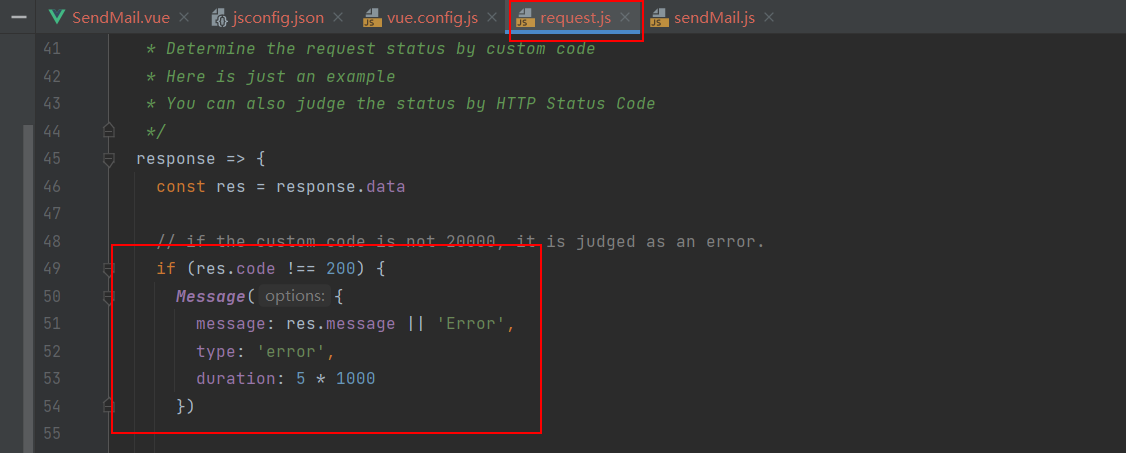 SendMail.vue jsconfig.json vue.config.js request.js sendMail.js
41 * Determine the request status by custom code
42 * Here is just an example
43 * You can also judge the status by HTTP Status Code
44 */
45 response => {
46 const res = response.data
47
48 // if the custom code is not 20000, it is judged as an error.
49 if (res.code !== 200) {
50 Message( options: {
51 message: res.message || 'Error',
52 type: 'error',
53 duration: 5 * 1000
54 })
55